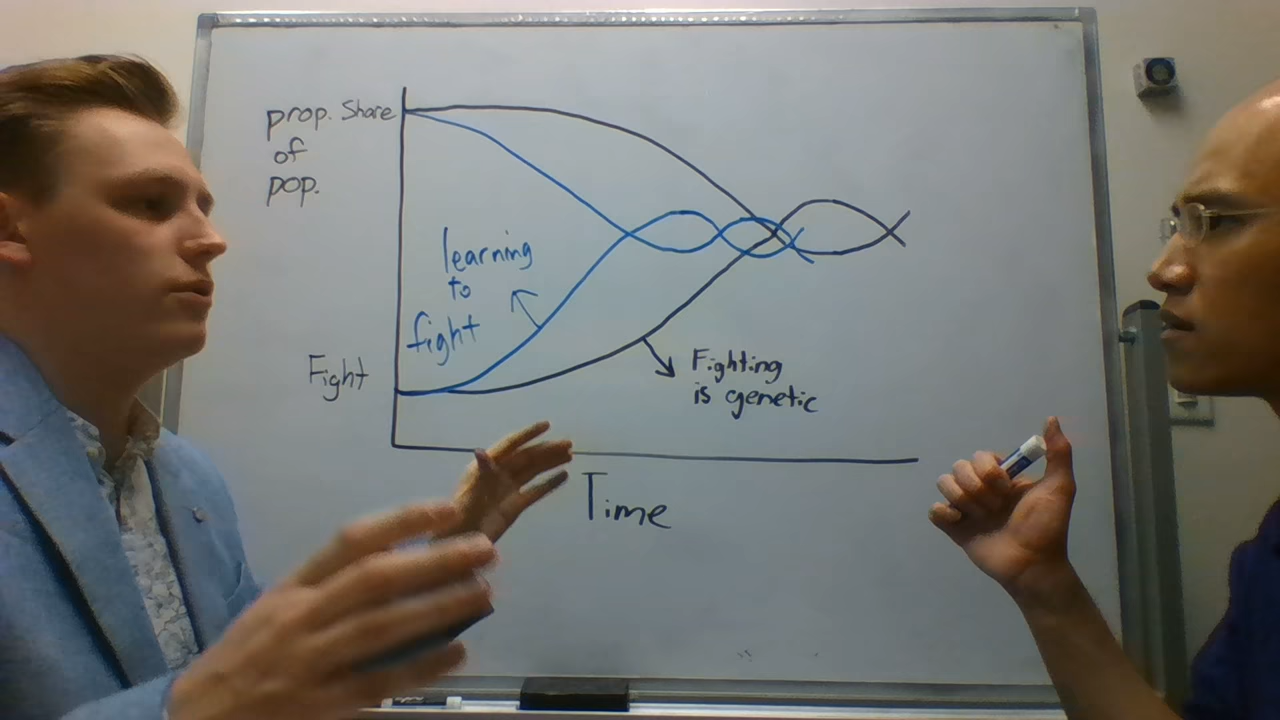 prop. Share
of
pop.
learning
to
fight
Fight
Fighting
is genetic
Time